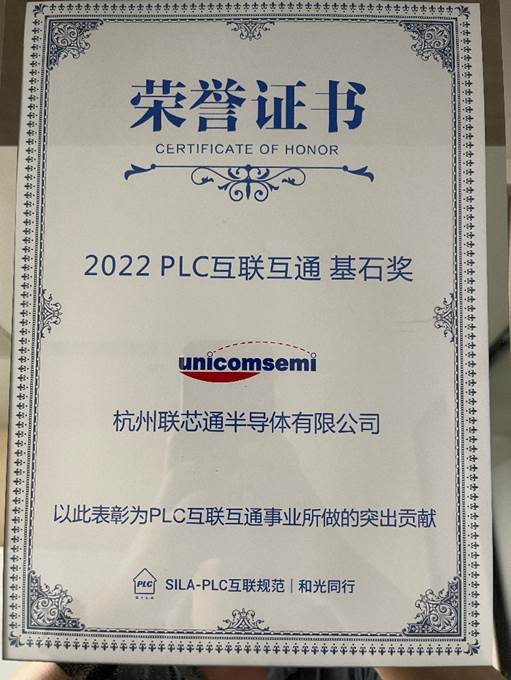 荣誉证书
CERTIFICATE OF HONOR
2022 PLC互联互通 基石奖
unicomsemi
杭州联芯通半导体有限公司
以此表彰为PLC互联互通事业所做的突出贡献
PLC
SILA
SILA-PLC互联规范 | 和光同行